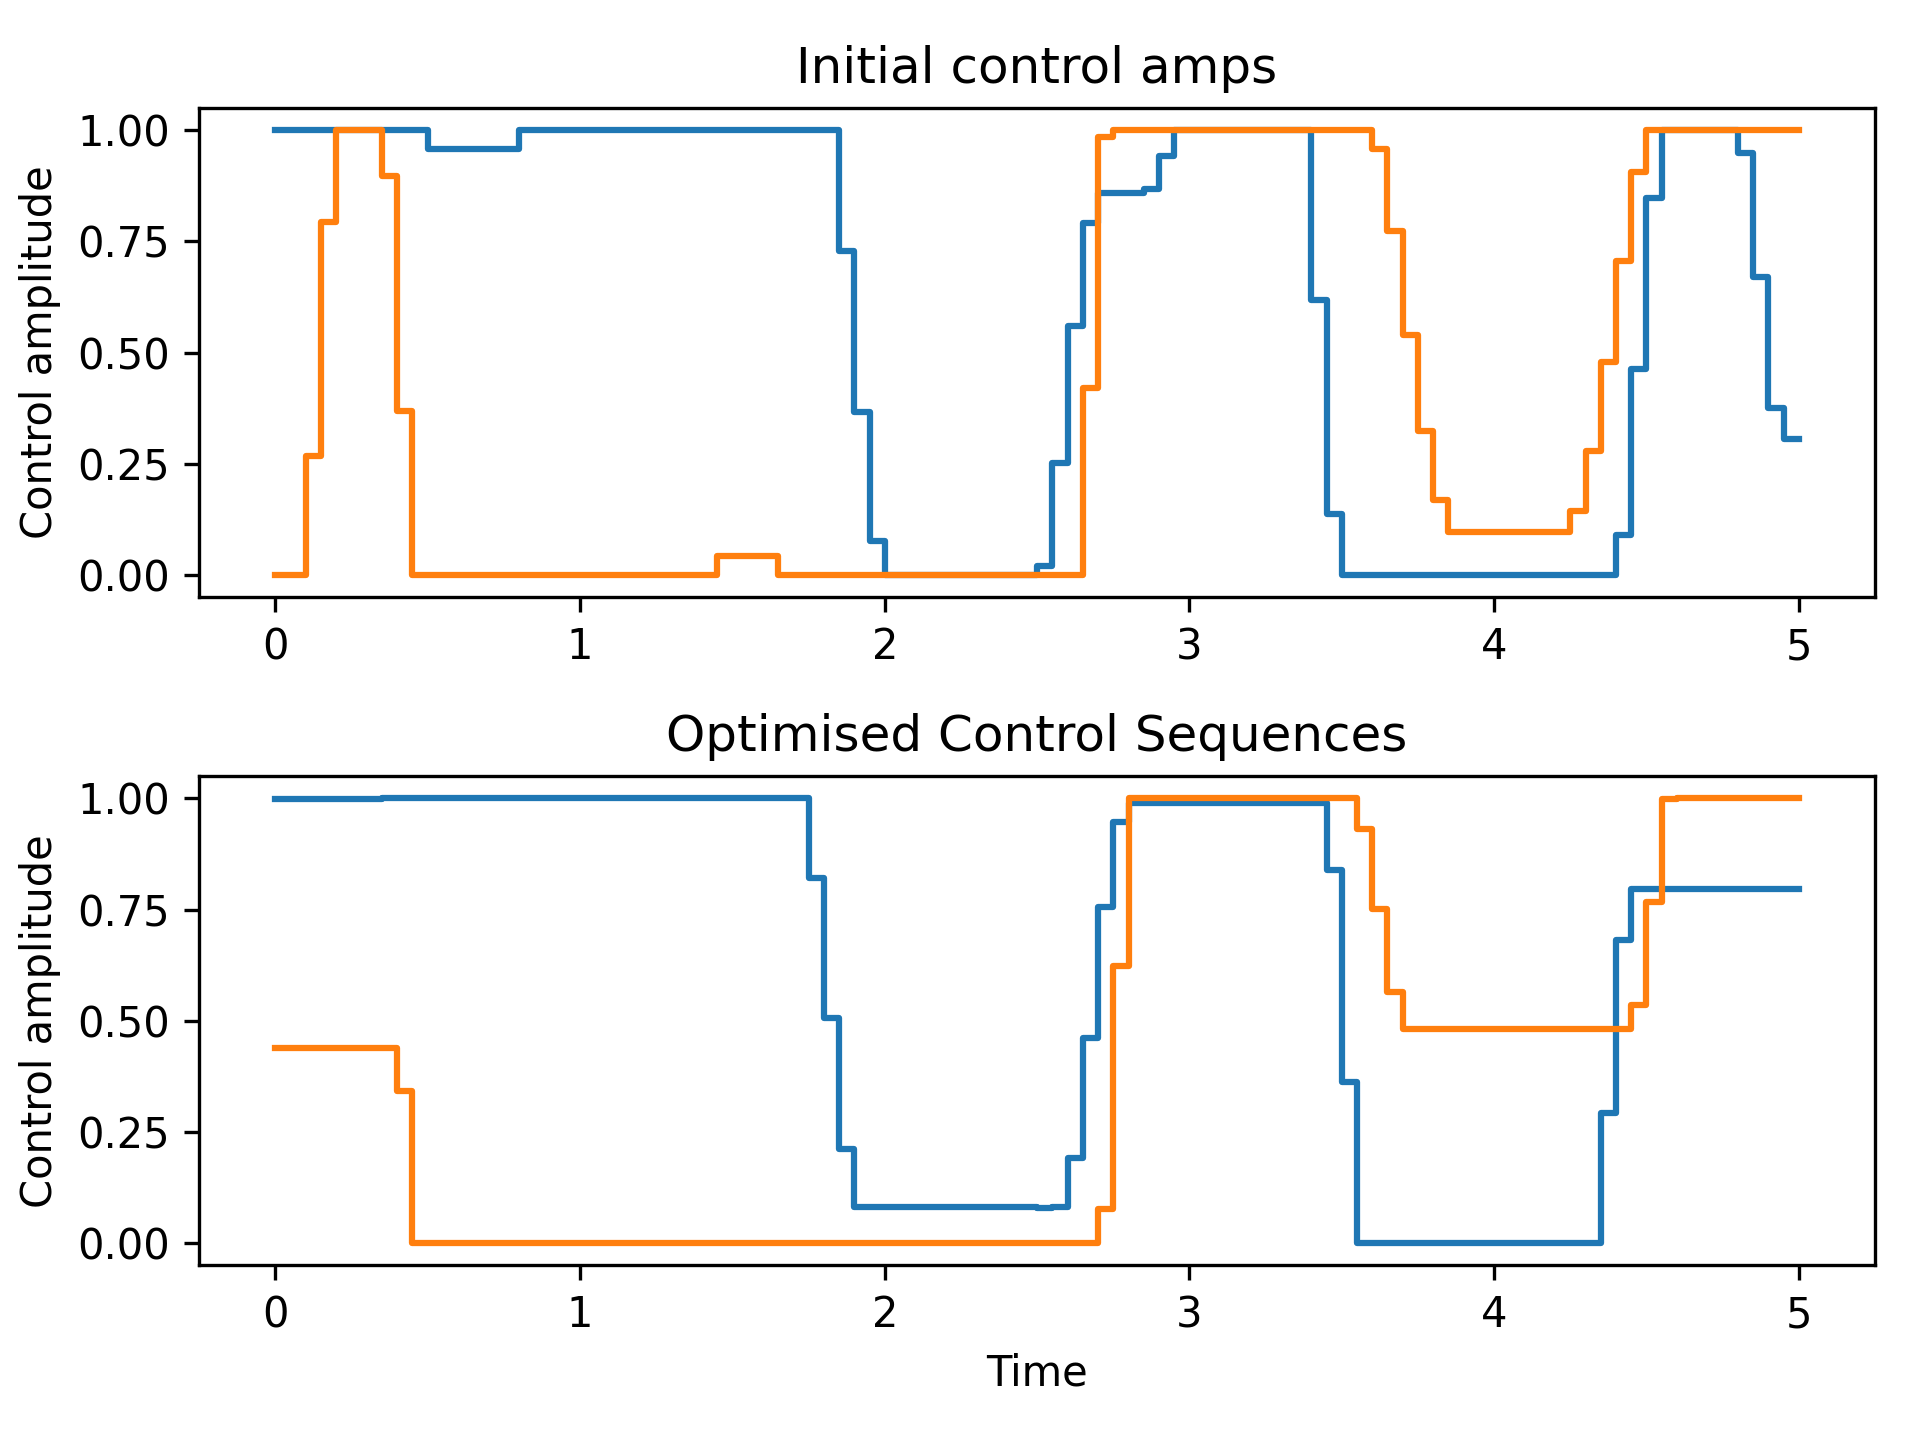 Initial control amps
Control amplitude
1.00
0.75
0.50
0.25
0.00
0 1 2 3 4 5
Optimised Control Sequences
Control amplitude
1.00
0.75
0.50
0.25
0.00
0 1 2 3 4 5
Time